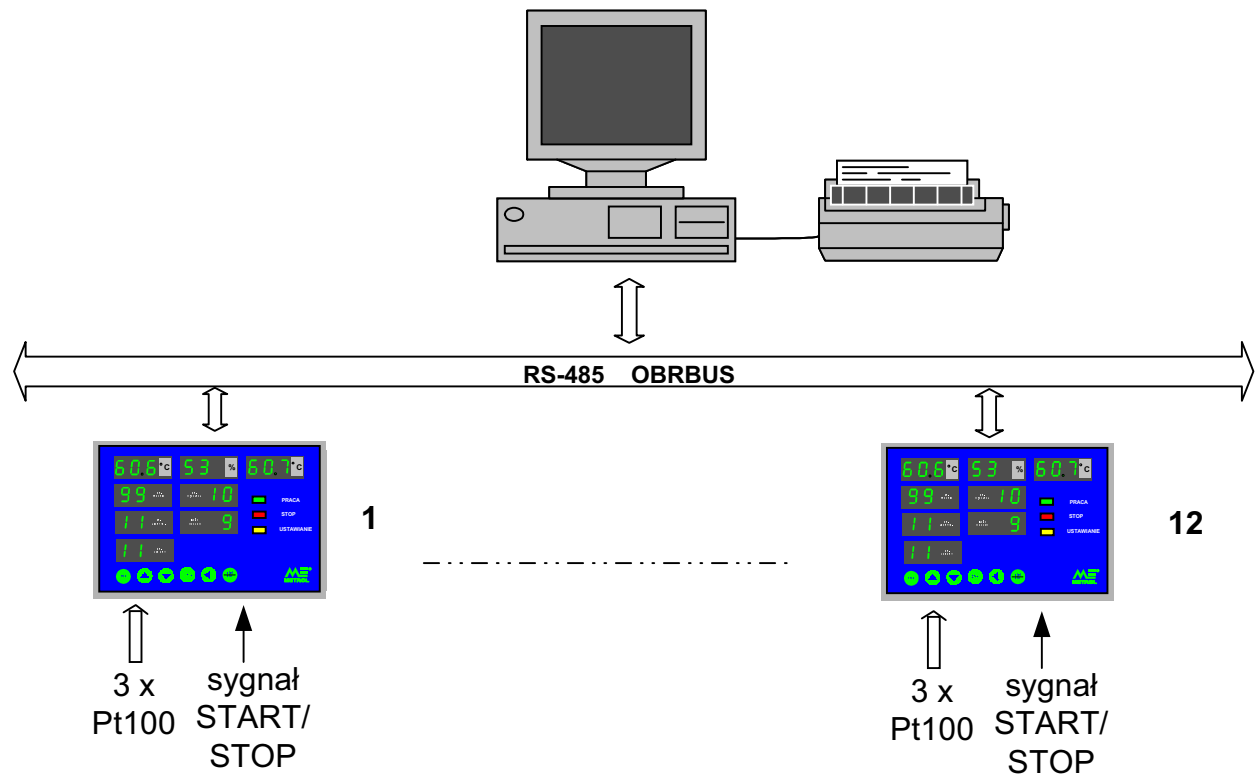 RS-485 OBRBUS
60.6 °C 53 % 60.7 °C
99 10
PRACA
11 9
STOP
USTAWIANIE
11
1
3 x
Pt100
sygnał
START/
STOP
60.6 °C 53 % 60.7 °C
99 10
PRACA
11 9
STOP
USTAWIANIE
11
12
3 x
Pt100
sygnał
START/
STOP